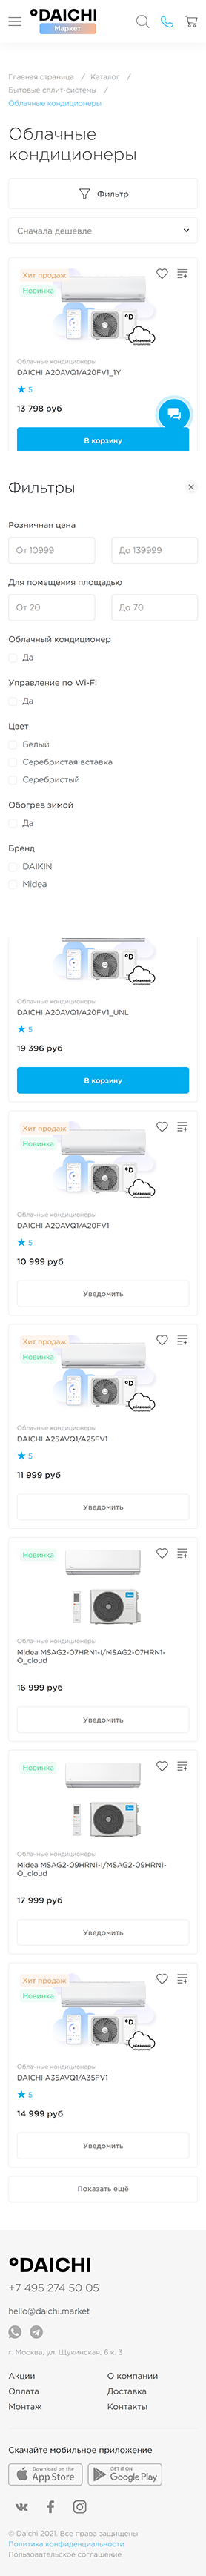 DAICHI
Маркет
Главная страница / Каталог /
Бытовые сплит-системы /
Облачные кондиционеры
Облачные
кондиционеры
Фильтр
Сначала дешевле
Хит продаж
Новинка
Облачные кондиционеры
DAICHI A20AVQ1/A20FV1_1Y
5
13 798 руб
В корзину
Фильтры
Розничная цена
От 10999
До 139999
Для помещения площадью
От 20
До 70
Облачный кондиционер
Да
Управление по Wi-Fi
Да
Цвет
Белый
Серебристая вставка
Серебристый
Обогрев зимой
Да
Бренд
DAIKIN
Midea
Облачные кондиционеры
DAICHI A20AVQ1/A20FV1_UNL
5
19 396 руб
В корзину
Хит продаж
Новинка
Облачные кондиционеры
DAICHI A20AVQ1/A20FV1
5
10 999 руб
Уведомить
Хит продаж
Новинка
Облачные кондиционеры
DAICHI A25AVQ1/A25FV1
5
11 999 руб
Уведомить
Новинка
Облачные кондиционеры
Midea MSAG2-07HRN1-I/MSAG2-07HRN1-
O_cloud
16 999 руб
Уведомить
Новинка
Облачные кондиционеры
Midea MSAG2-09HRN1-I/MSAG2-09HRN1-
O_cloud
17 999 руб
Уведомить
Хит продаж
Новинка
Облачные кондиционеры
DAICHI A35AVQ1/A35FV1
5
14 999 руб
Уведомить
Показать ещё
DAICHI
+7 495 274 50 05
hello@daichi.market
г. Москва, ул. Щукинская, 6 к. 3
Акции
О компании
Оплата
Доставка
Монтаж
Контакты
Скачайте мобильное приложение
Download on the
App Store
GET IT ON
Google Play
© Daichi 2021. Все права защищены
Политика конфиденциальности
Пользовательское соглашение